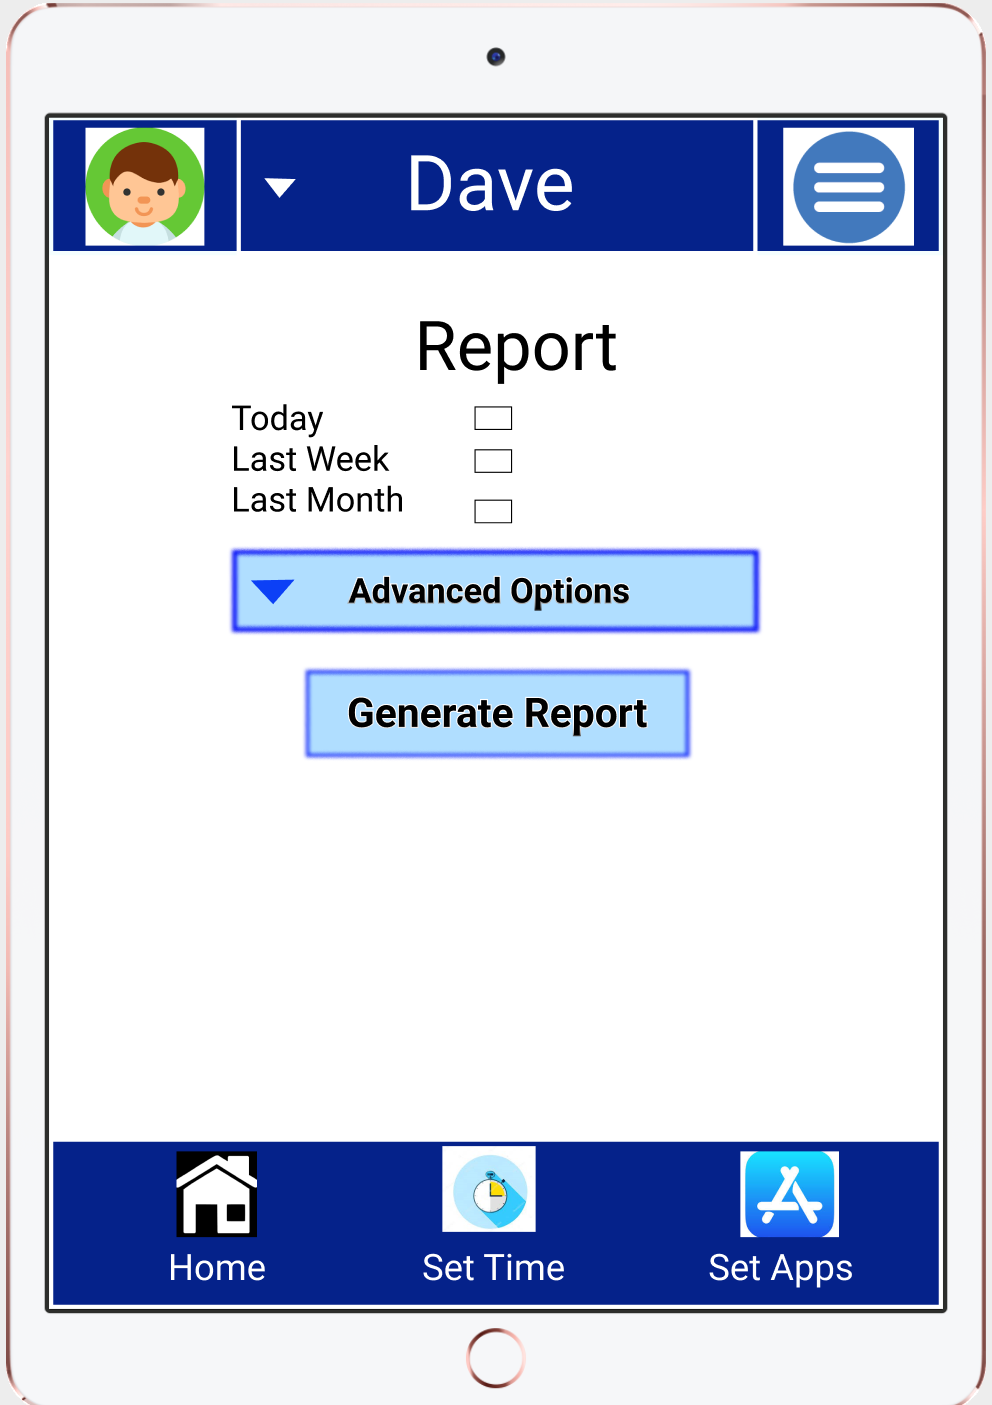 Dave
Report
Today
Last Week
Last Month
Advanced Options
Generate Report
Home
Set Time
Set Apps